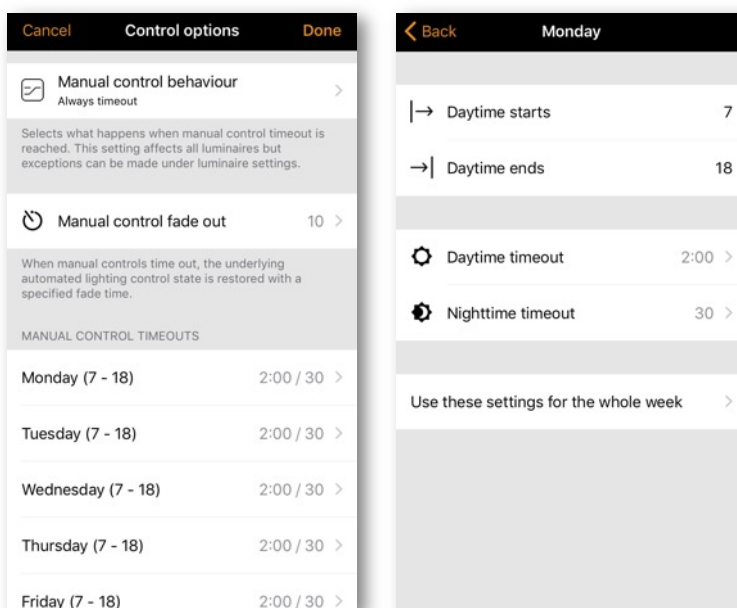 Cancel Control options Done
Manual control behaviour
Always timeout
Selects what happens when manual control timeout is
reached. This setting affects all luminaires but
exceptions can be made under luminaire settings.
Manual control fade out 10
When manual controls time out, the underlying
automated lighting control state is restored with a
specified fade time.
MANUAL CONTROL TIMEOUTS
Monday (7 - 18) 2:00 / 30
Tuesday (7 - 18) 2:00 / 30
Wednesday (7 - 18) 2:00 / 30
Thursday (7 - 18) 2:00 / 30
Friday (7 - 18) 2:00 / 30
Back Monday
Daytime starts 7
Daytime ends 18
Daytime timeout 2:00
Nighttime timeout 30
Use these settings for the whole week